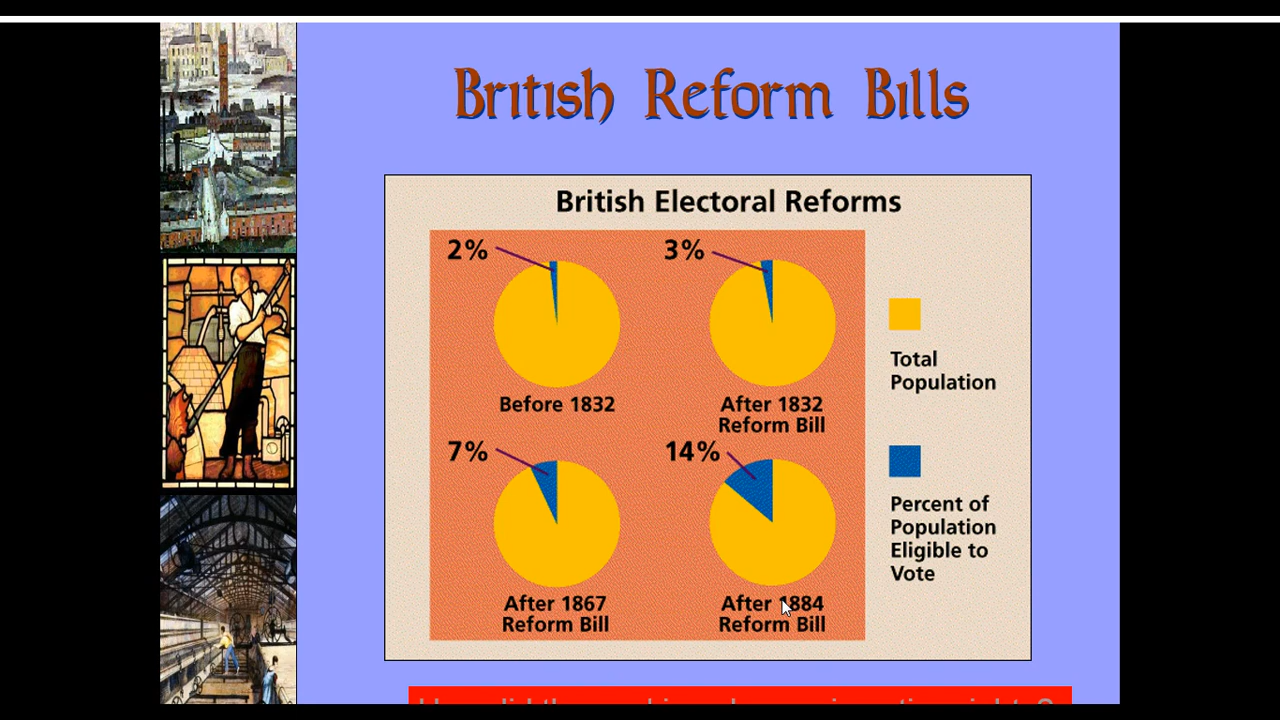 British Reform Bills
British Electoral Reforms
2%
3%
Before 1832
After 1832
Reform Bill
7%
14%
After 1867
Reform Bill
After 1884
Reform Bill
Total
Population
Percent of
Population
Eligible to
Vote